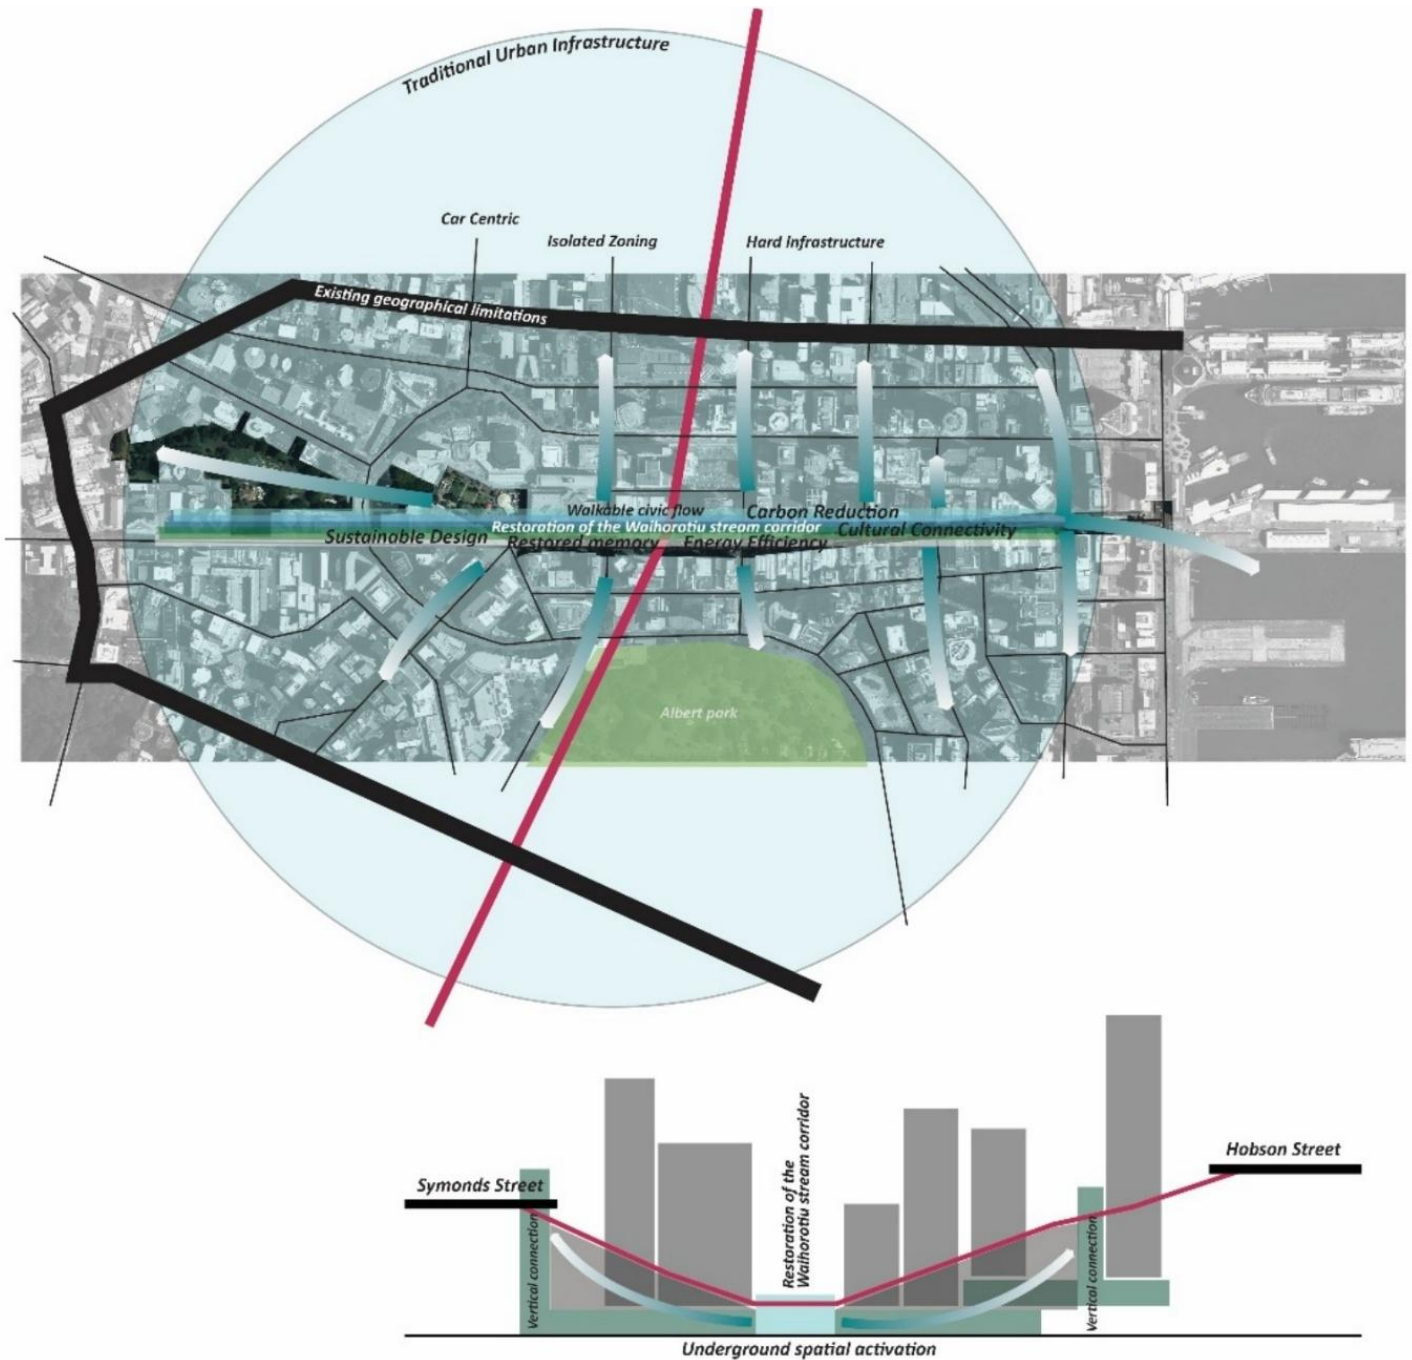 Traditional Urban Infrastructure
Car Centric
Isolated Zoning
Hard Infrastructure
Existing geographical limitations
Walkable civic flow
Carbon Reduction
Restoration of the Waihorotiu stream corridor
Cultural Connectivity
Sustainable Design
Restored memory
Energy Efficiency
Albert park
Restoration of the
Waihorotiu stream corridor
Hobson Street
Symonds Street
Vertical connection
Vertical connection
Underground spatial activation